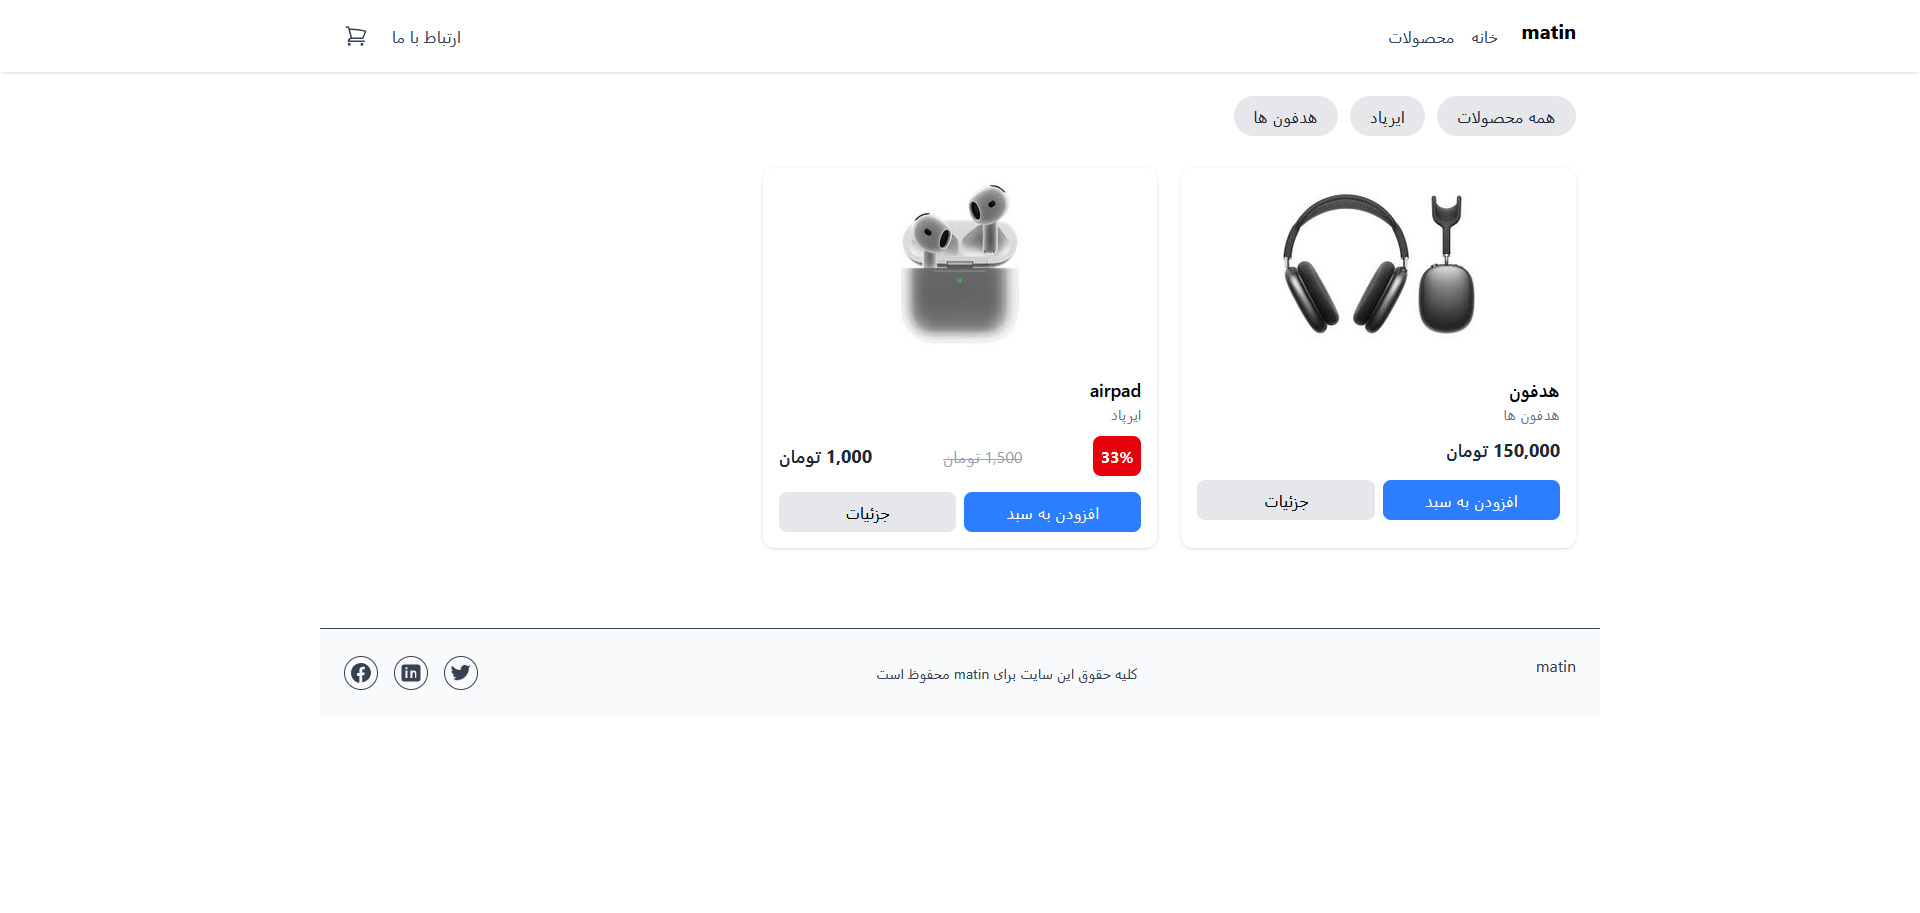 matin
خانه
محصولات
ارتباط با ما
همه محصولات
ایرپاد
هدفون ها
هدفون
هدفون ها
150,000 تومان
افزودن به سبد
جزئیات
airpad
ایرپاد
33%
1,500 تومان
1,000 تومان
افزودن به سبد
جزئیات
matin
کلیه حقوق این سایت برای matin محفوظ است